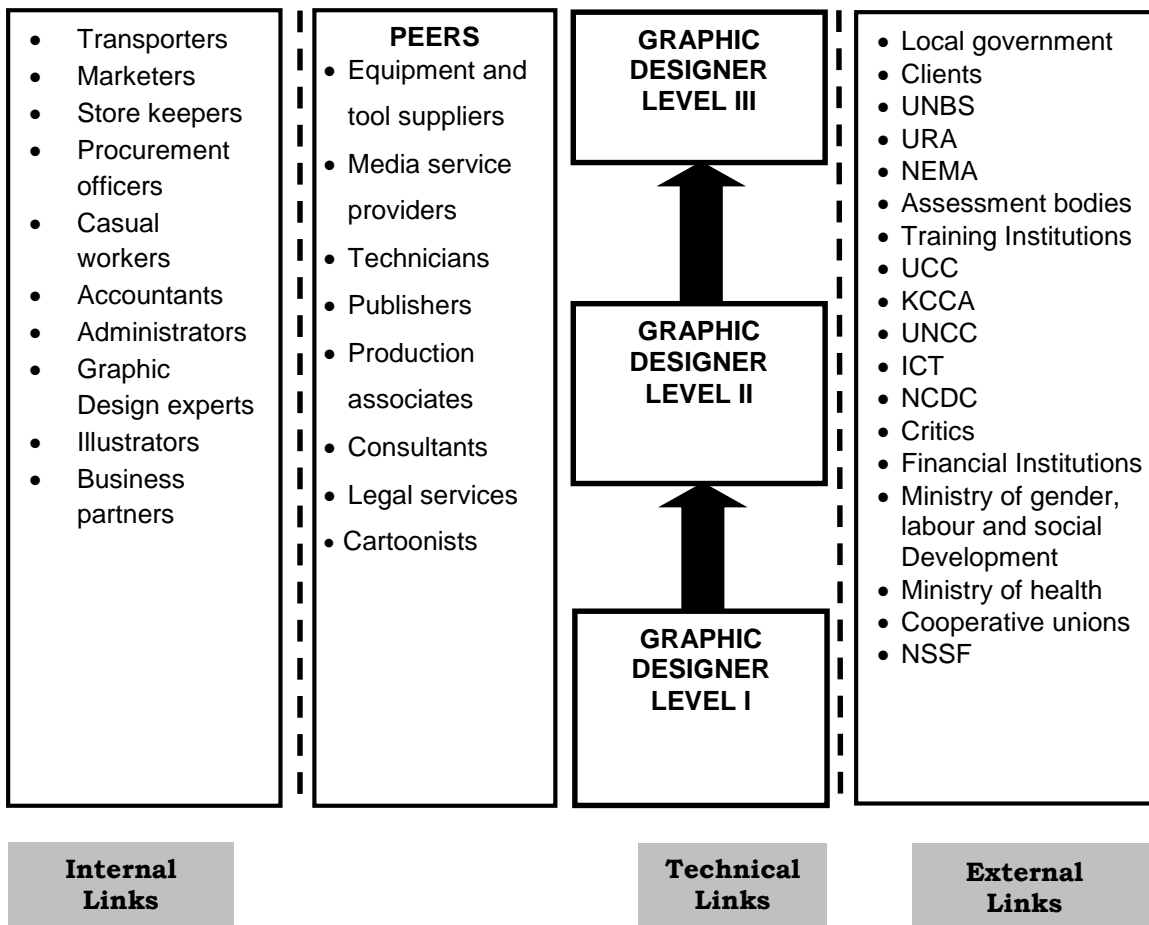 • Transporters
• Marketers
• Store keepers
• Procurement
officers
• Casual
workers
• Accountants
• Administrators
• Graphic
Design experts
• Illustrators
• Business
partners
PEERS
• Equipment and
tool suppliers
• Media service
providers
• Technicians
• Publishers
• Production
associates
• Consultants
• Legal services
• Cartoonists
GRAPHIC
DESIGNER
LEVEL III
GRAPHIC
DESIGNER
LEVEL II
GRAPHIC
DESIGNER
LEVEL I
• Local government
• Clients
• UNBS
• URA
• NEMA
• Assessment bodies
• Training Institutions
• UCC
• KCCA
• UNCC
• ICT
• NCDC
• Critics
• Financial Institutions
• Ministry of gender,
labour and social
Development
• Ministry of health
• Cooperative unions
• NSSF
Internal
Links
Technical
Links
External
Links